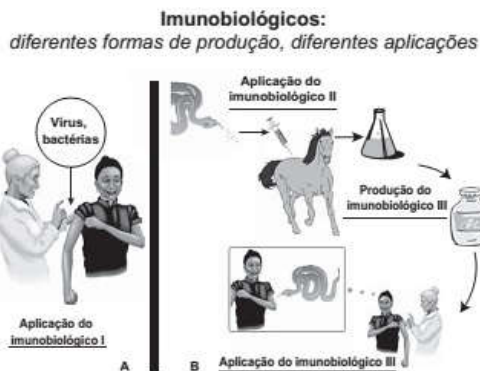 Imunobiológicos:
diferentes formas de produção, diferentes aplicações
Vírus,
bactérias
Aplicação do
imunobiológico I
A
Aplicação do
imunobiológico II
Produção do
imunobiológico III
B
Aplicação do imunobiológico III